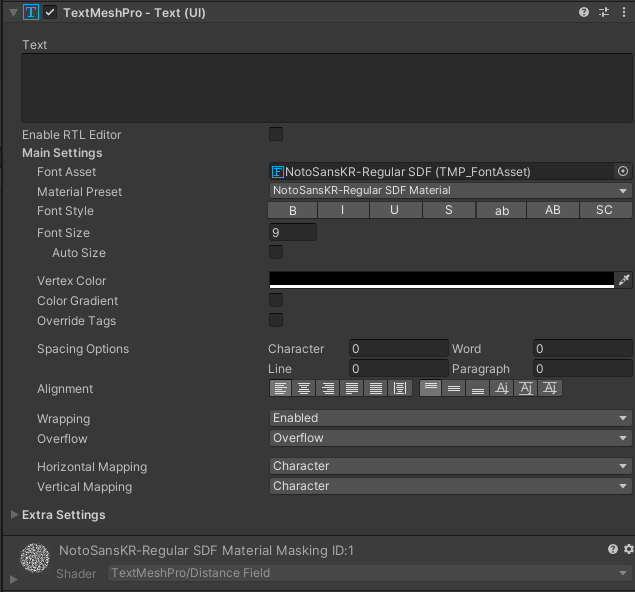 TextMeshPro - Text (UI)
Text
Enable RTL Editor
Main Settings
Font Asset NotoSansKR-Regular SDF (TMP_FontAsset)
Material Preset NotoSansKR-Regular SDF Material
Font Style B I U S ab AB SC
Font Size 9
Auto Size
Vertex Color
Color Gradient
Override Tags
Spacing Options Character 0 Word 0
Line 0 Paragraph 0
Alignment
Wrapping Enabled
Overflow Overflow
Horizontal Mapping Character
Vertical Mapping Character
Extra Settings
NotoSansKR-Regular SDF Material Masking ID:1
Shader TextMeshPro/Distance Field